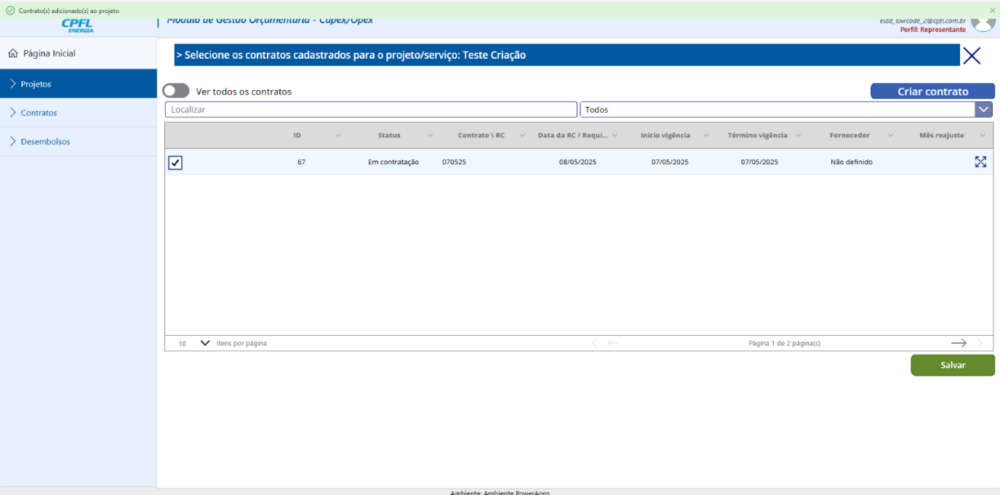 Contrato(s) adicionado(s) ao projeto
CPFL
ENERGIA
Módulo de Gestão Orçamentária - Capex/Opex
eiad_lowcode_2@cpfl.com.br
Perfil: Representante
Página Inicial
Projetos
Contratos
Desembolsos
> Selecione os contratos cadastrados para o projeto/serviço: Teste Criação
Ver todos os contratos
Criar contrato
Localizar
Todos
ID Status Contrato \ RC Data da RC / Requi... Início vigência Término vigência Fornecedor Mês reajuste
67 Em contratação 070525 08/05/2025 07/05/2025 07/05/2025 Não definido
10 Itens por página Página 1 de 2 página(s)
Salvar
Ambiente: Ambiente PowerApps